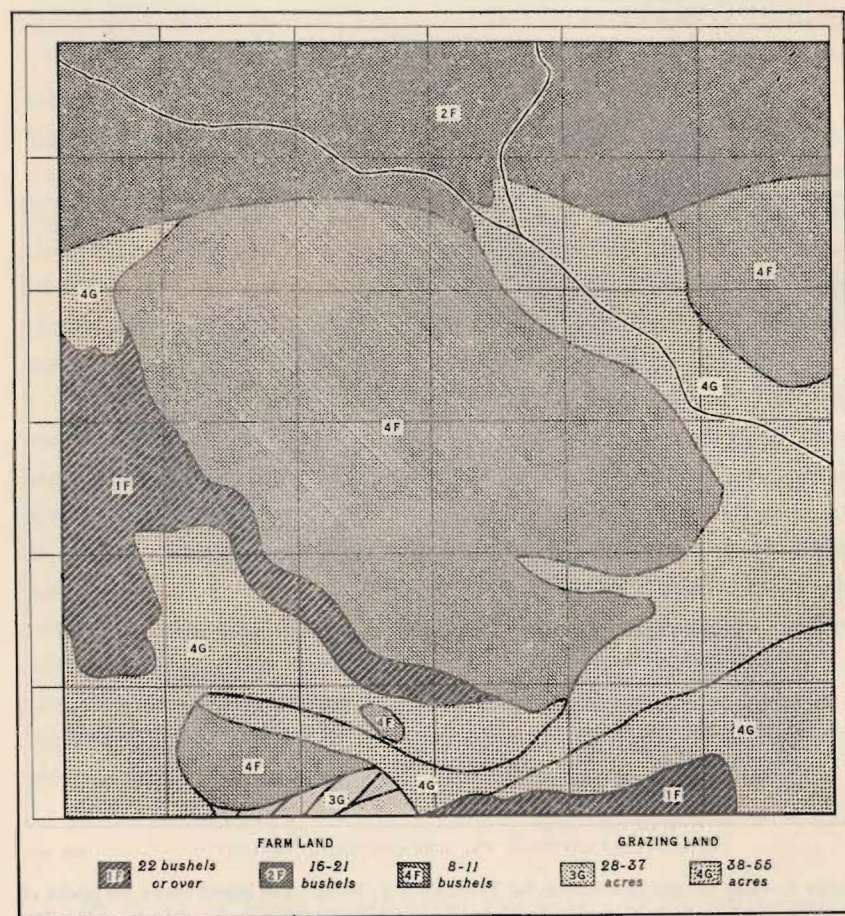 2F
4F
4G
4G
4F
1F
4G
4F
4G
4F
4G
3G
1F
FARM LAND
GRAZING LAND
1F 22 bushels or over
2F 16-21 bushels
4F 8-11 bushels
3G 28-37 acres
4G 38-55 acres